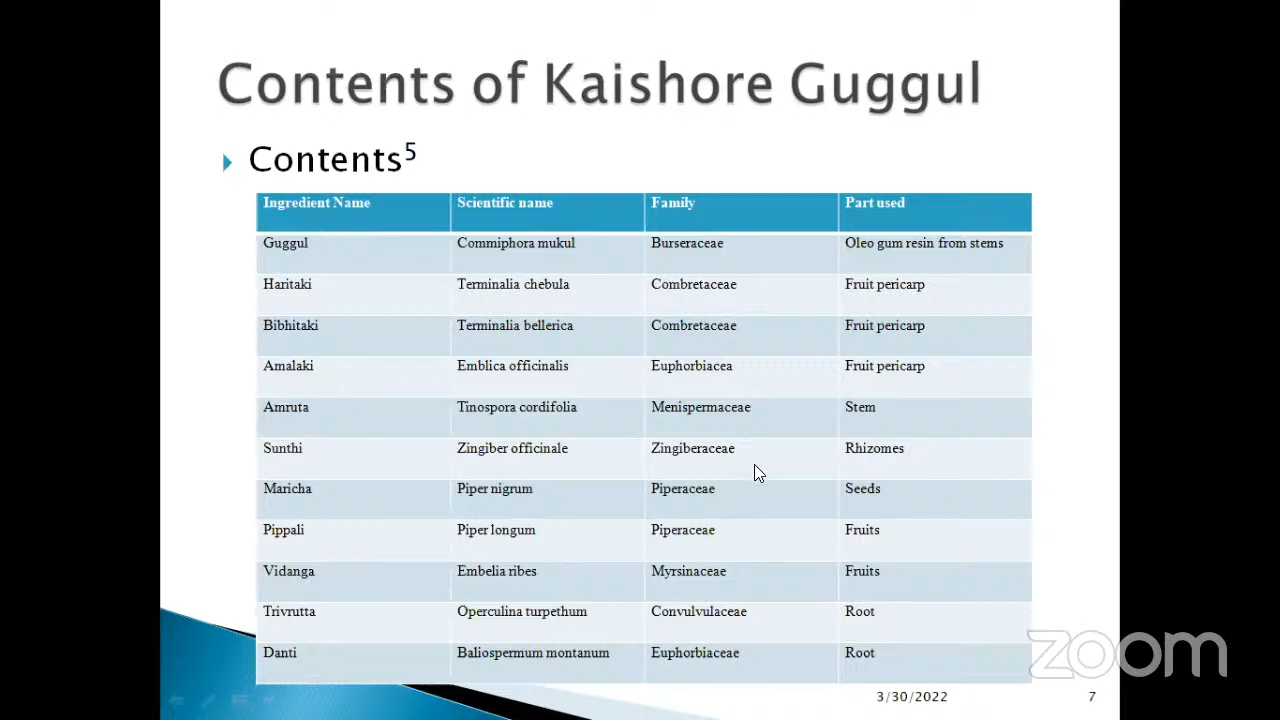 Contents of Kaishore Guggul
Contents5
Ingredient Name Scientific name Family Part used
Guggul Commiphora mukul Burseraceae Oleo gum resin from stems
Haritaki Terminalia chebula Combretaceae Fruit pericarp
Bibhitaki Terminalia bellerica Combretaceae Fruit pericarp
Amalaki Emblica officinalis Euphorbiacea Fruit pericarp
Amruta Tinospora cordifolia Menispermaceae Stem
Sunthi Zingiber officinale Zingiberaceae Rhizomes
Maricha Piper nigrum Piperaceae Seeds
Pippali Piper longum Piperaceae Fruits
Vidanga Embelia ribes Myrsinaceae Fruits
Trivrutta Operculina turpethum Convulvulaceae Root
Danti Baliospermum montanum Euphorbiaceae Root
zoom
3/30/2022 7